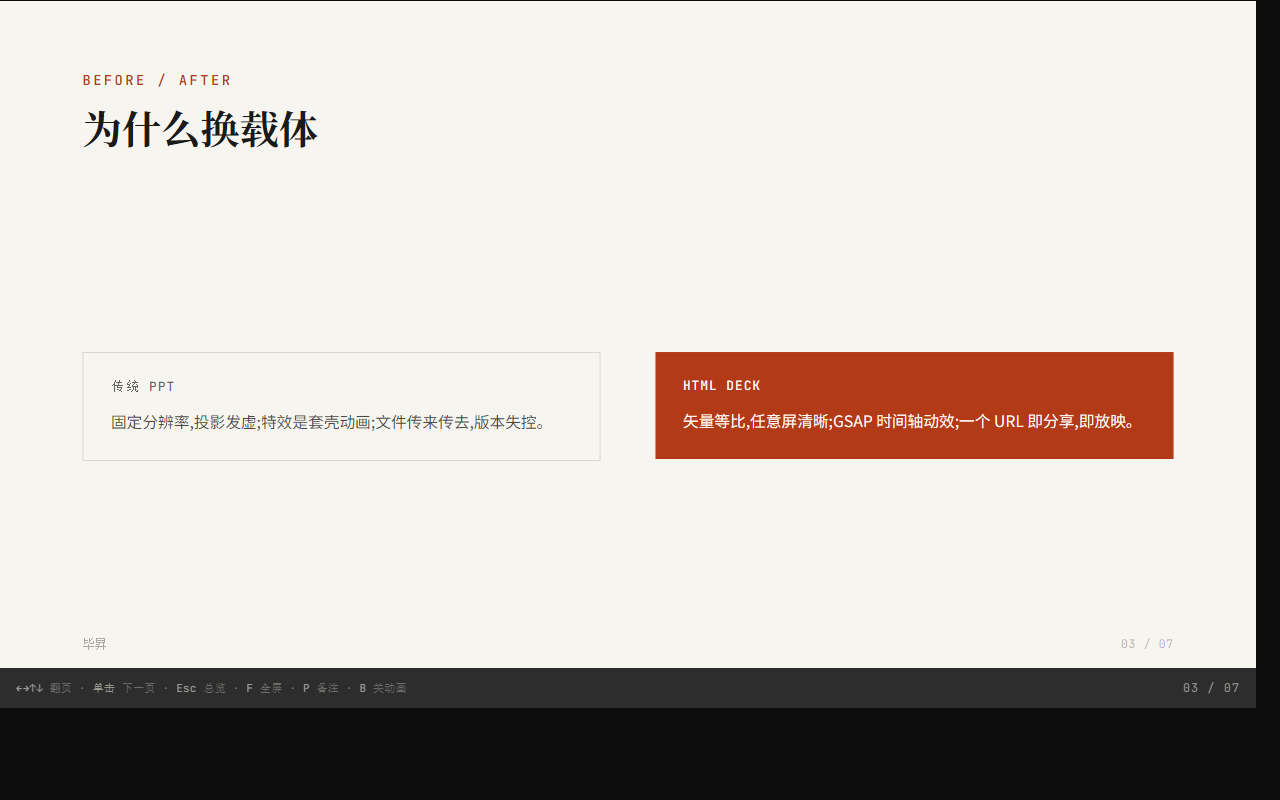 BEFORE / AFTER
为什么换载体
传统 PPT
固定分辨率,投影发虚;特效是套壳动画;文件传来传去,版本失控。
HTML DECK
矢量等比,任意屏清晰;GSAP 时间轴动效;一个 URL 即分享,即放映。
毕昇
03 / 07
←→↑↓ 翻页 · 单击 下一页 · Esc 总览 · F 全屏 · P 备注 · B 关动画
03 / 07